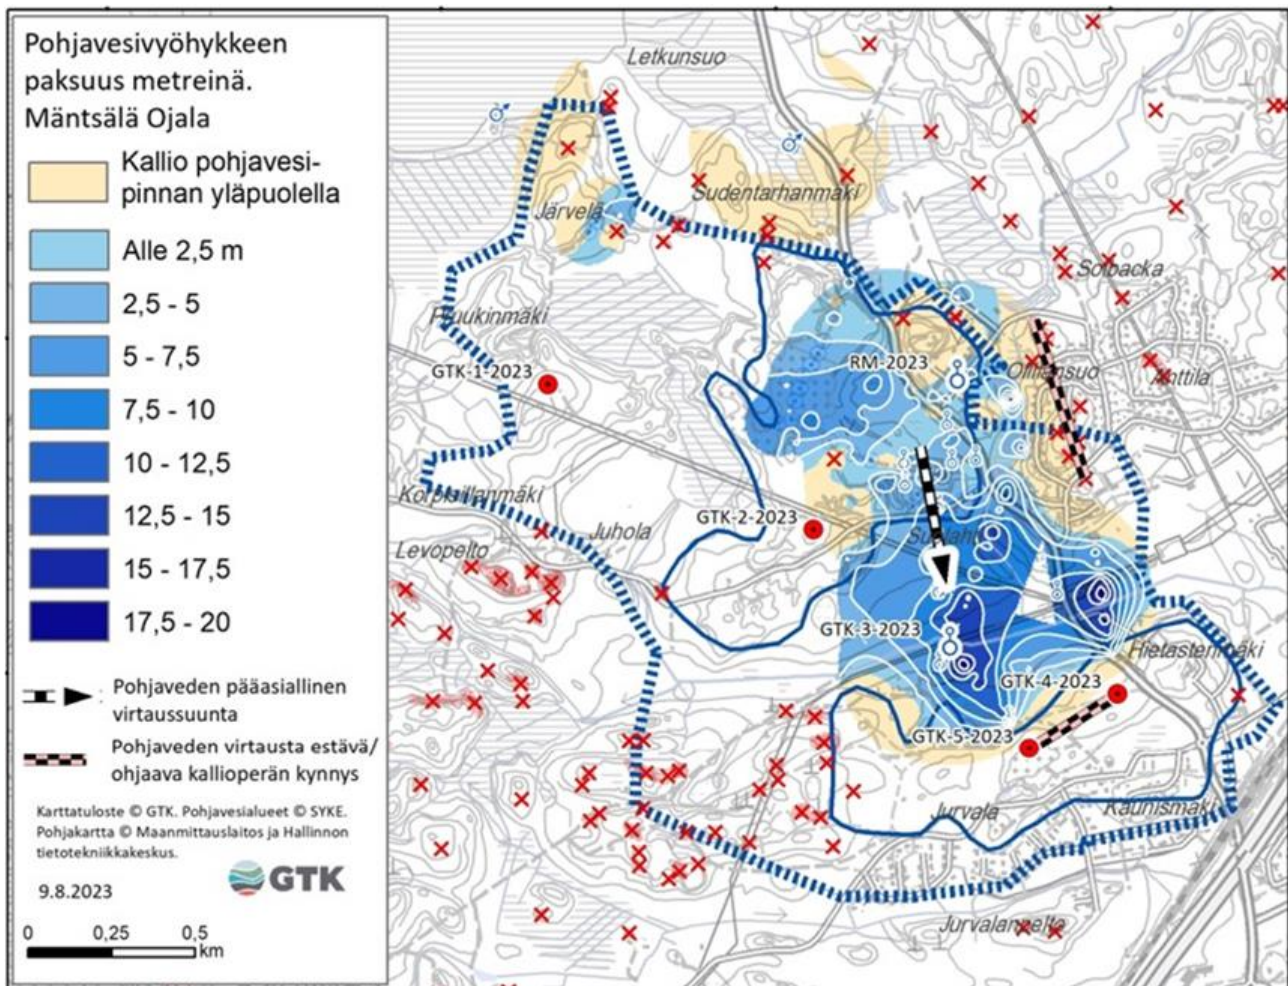 Pohjavesivyöhykkeen
paksuus metreinä.
Mäntsälä Ojala
Kallio pohjavesi-
pinnan yläpuolella
Alle 2,5 m
2,5 - 5
5 - 7,5
7,5 - 10
10 - 12,5
12,5 - 15
15 - 17,5
17,5 - 20
Pohjaveden pääasiallinen
virtaussuunta
Pohjaveden virtausta estävä/
ohjaava kallioperän kynnys
Karttatuloste © GTK. Pohjavesialueet © SYKE.
Pohjakartta © Maanmittauslaitos ja Hallinnon
tietotekniikkakeskus.
GTK
9.8.2023
0 0,25 0,5
km
Letkunsuo
Sudentarhanmäki
Järvelä
Solbacka
GTK-1-2023
RM-2023
Anttila
Korpisillanmäki
Juhola
GTK-2-2023
Levopelto
GTK-3-2023
Hietastenmäki
GTK-4-2023
GTK-5-2023
Jurvala
Kaunismäki
Jurvalanpelto